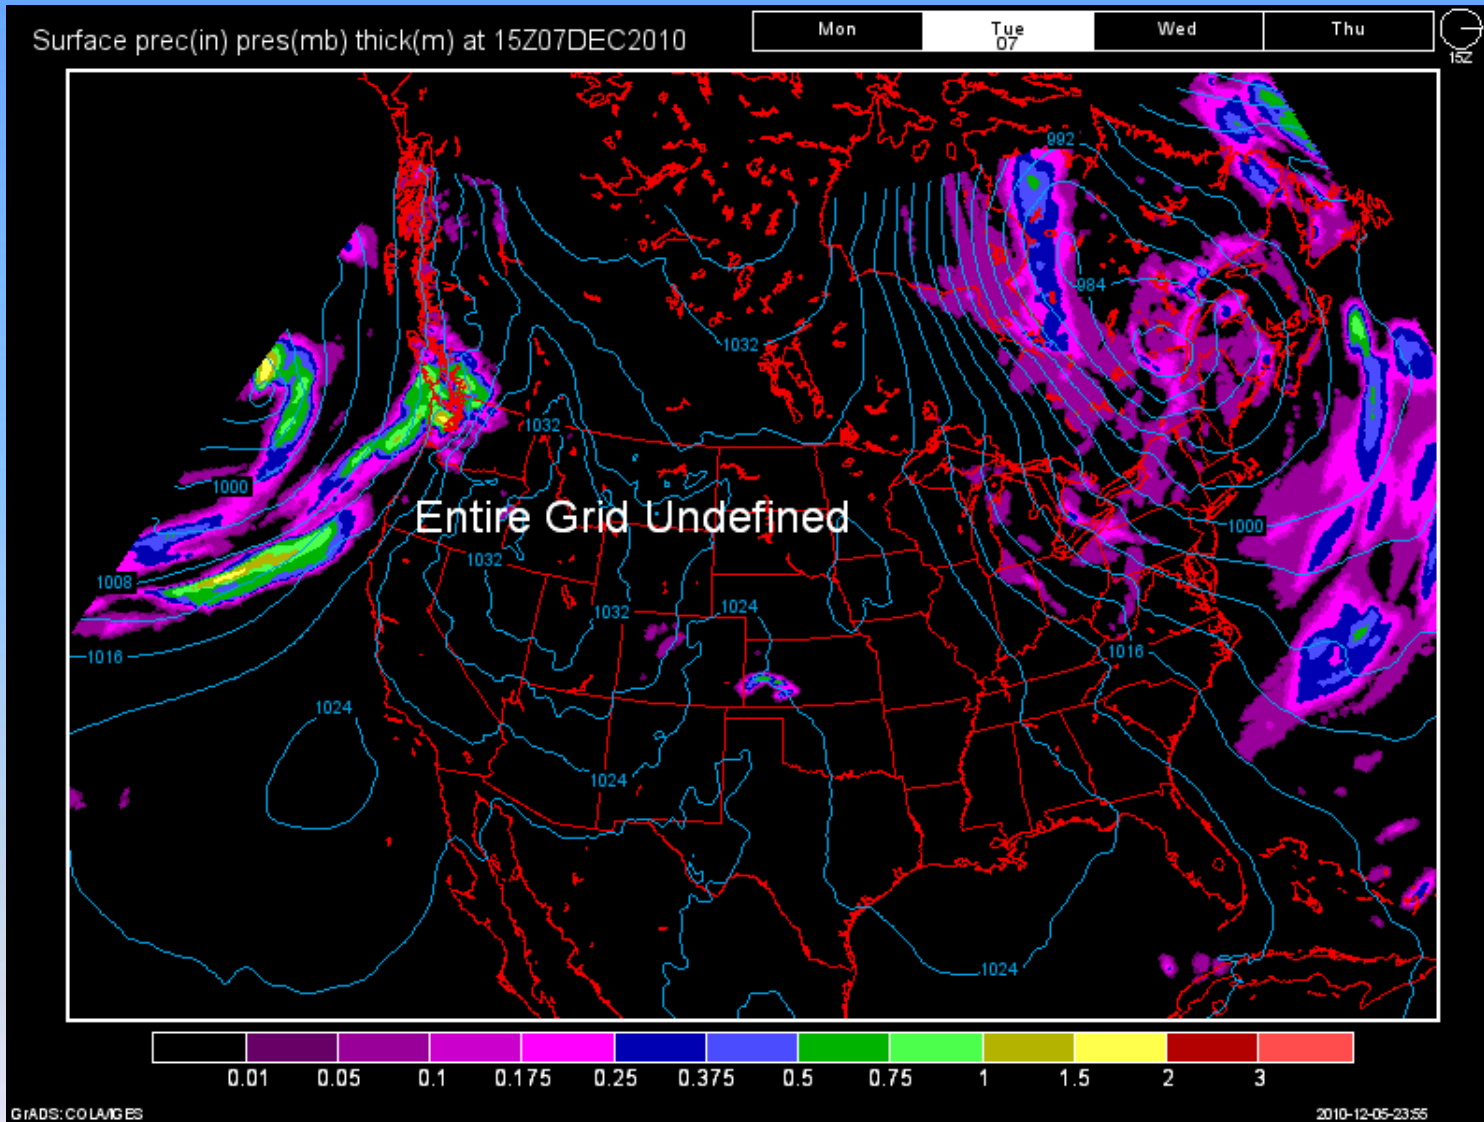 Surface prec(in) pres(mb) thick(m) at 15Z07DEC2010
Mon Tue Wed Thu
07
15Z
992
984
1032
1032
1000
Entire Grid Undefined
1000
1032
1008
1032
1024
1016
1016
1024
1024
1024
0.01 0.05 0.1 0.175 0.25 0.375 0.5 0.75 1 1.5 2 3
GrADS: COLA/IGES
2010-12-05-23:55